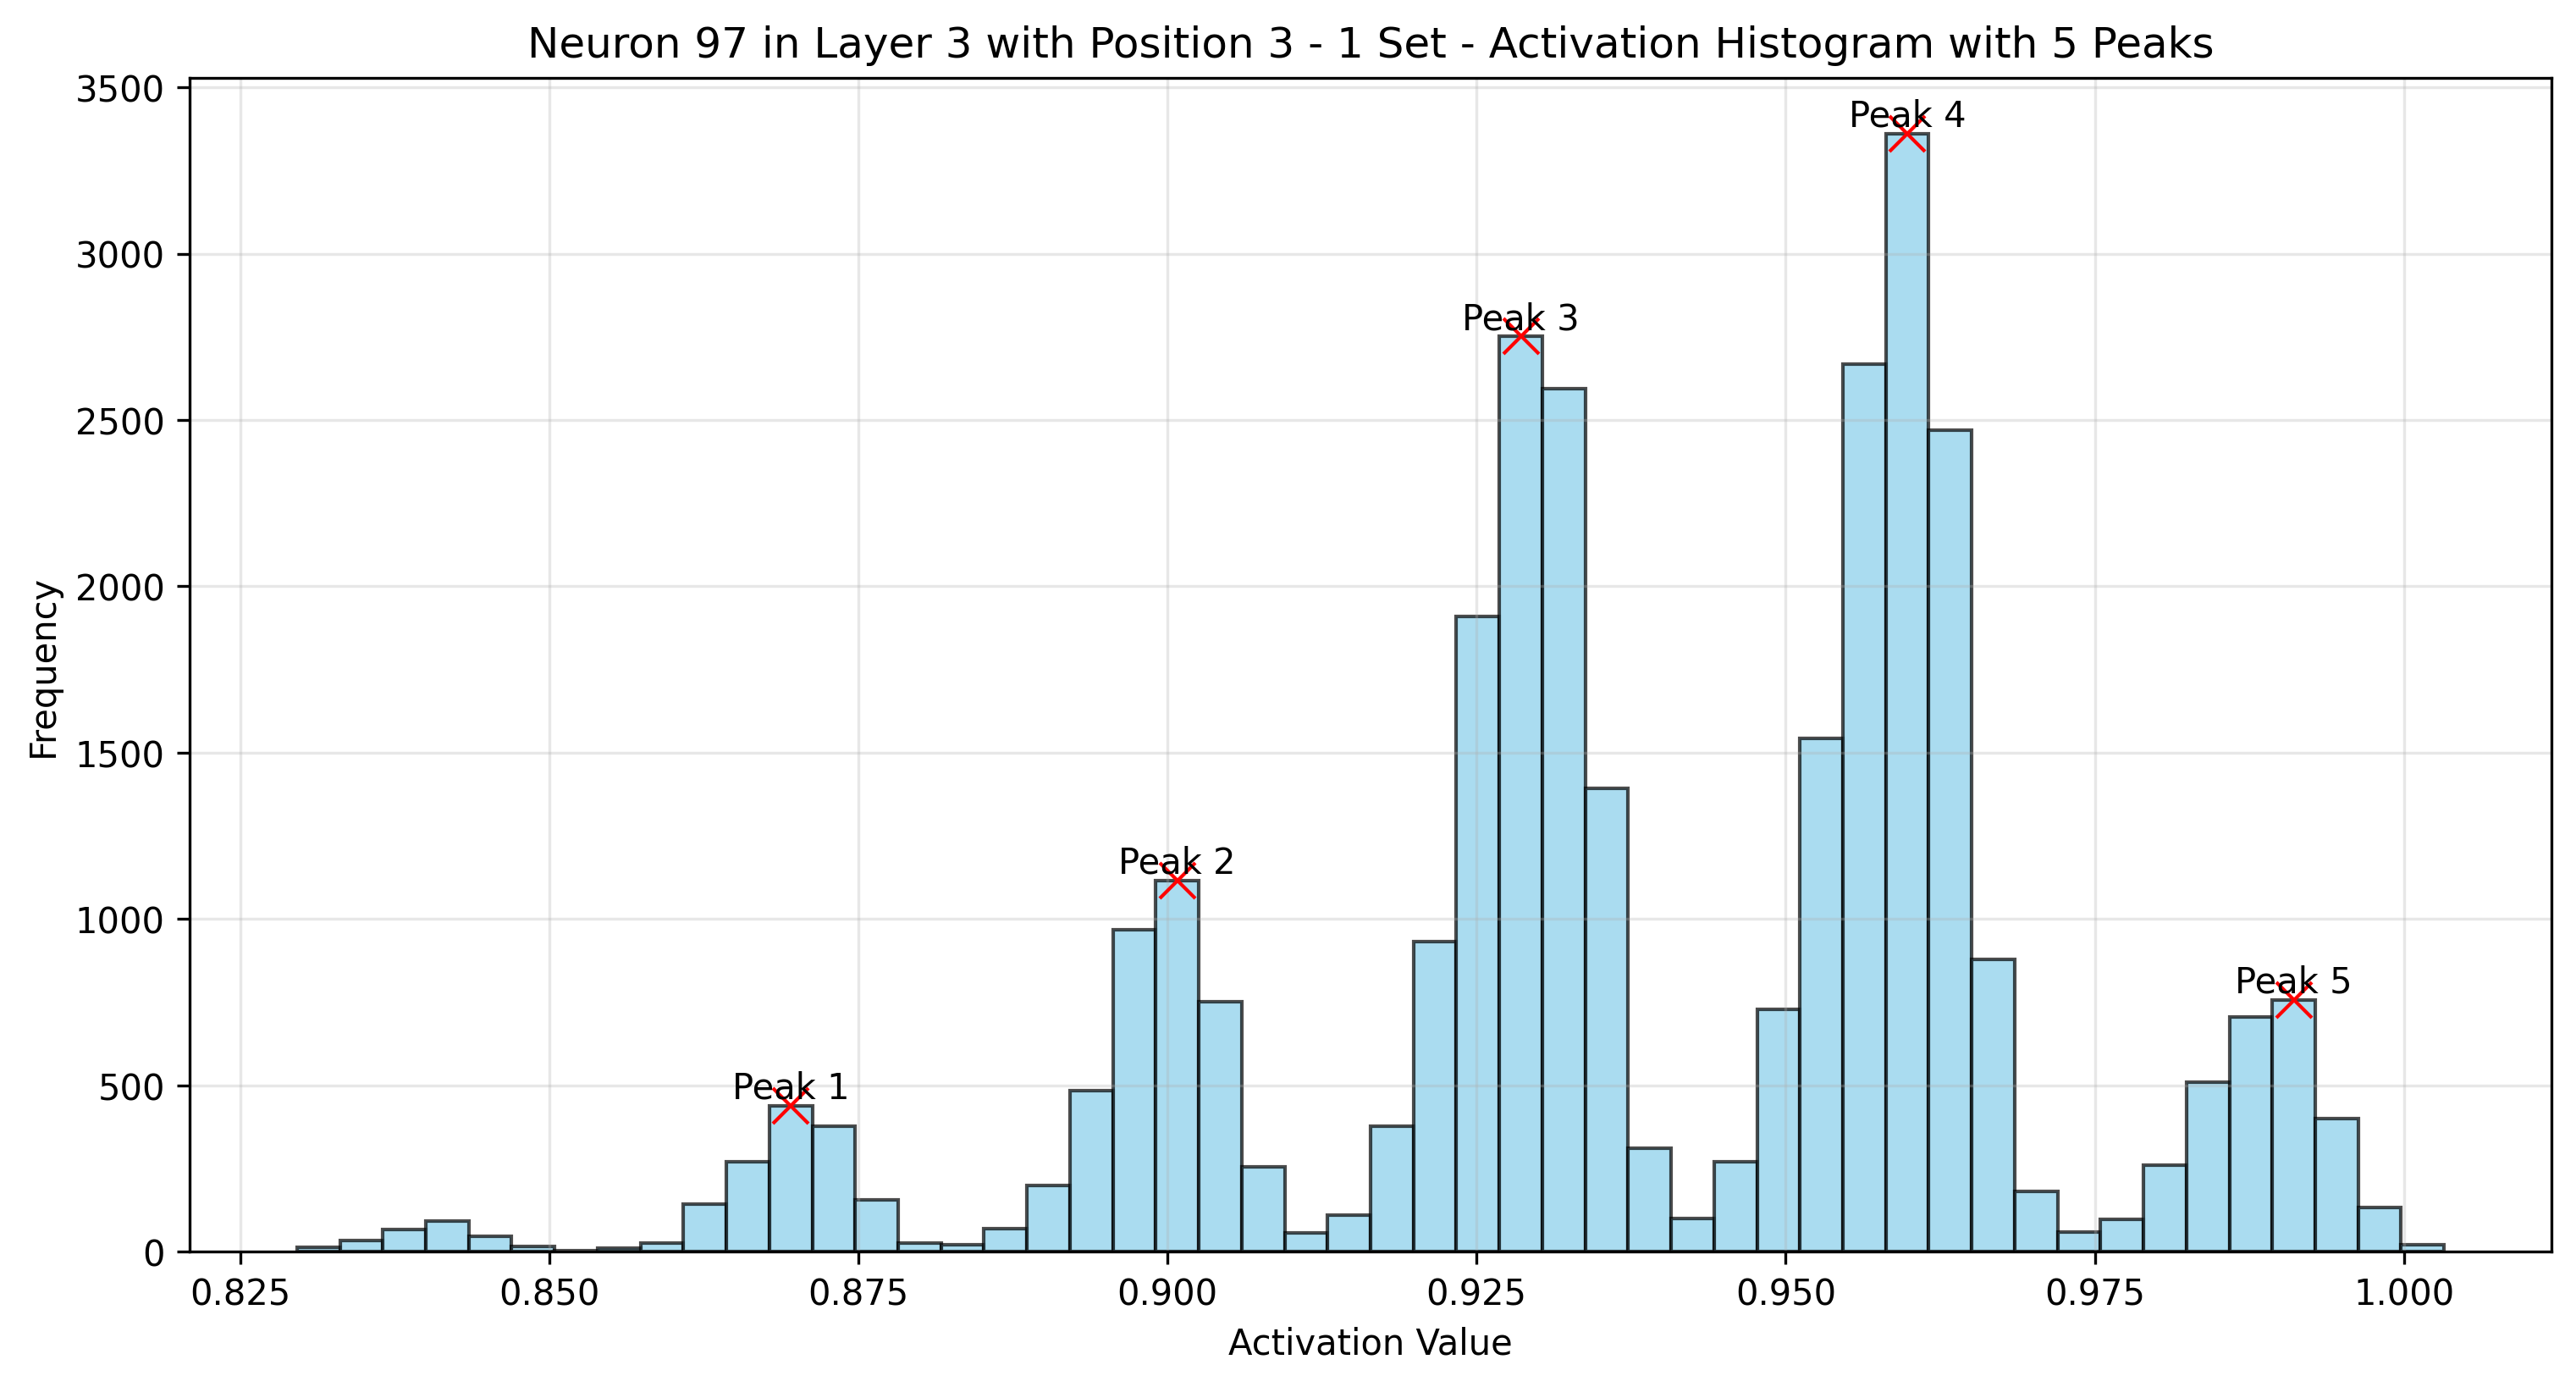 Neuron 97 in Layer 3 with Position 3 - 1 Set - Activation Histogram with 5 Peaks
3500
3000
2500
2000
1500
1000
500
0
Frequency
Peak 1
Peak 2
Peak 3
Peak 4
Peak 5
0.825 0.850 0.875 0.900 0.925 0.950 0.975 1.000
Activation Value